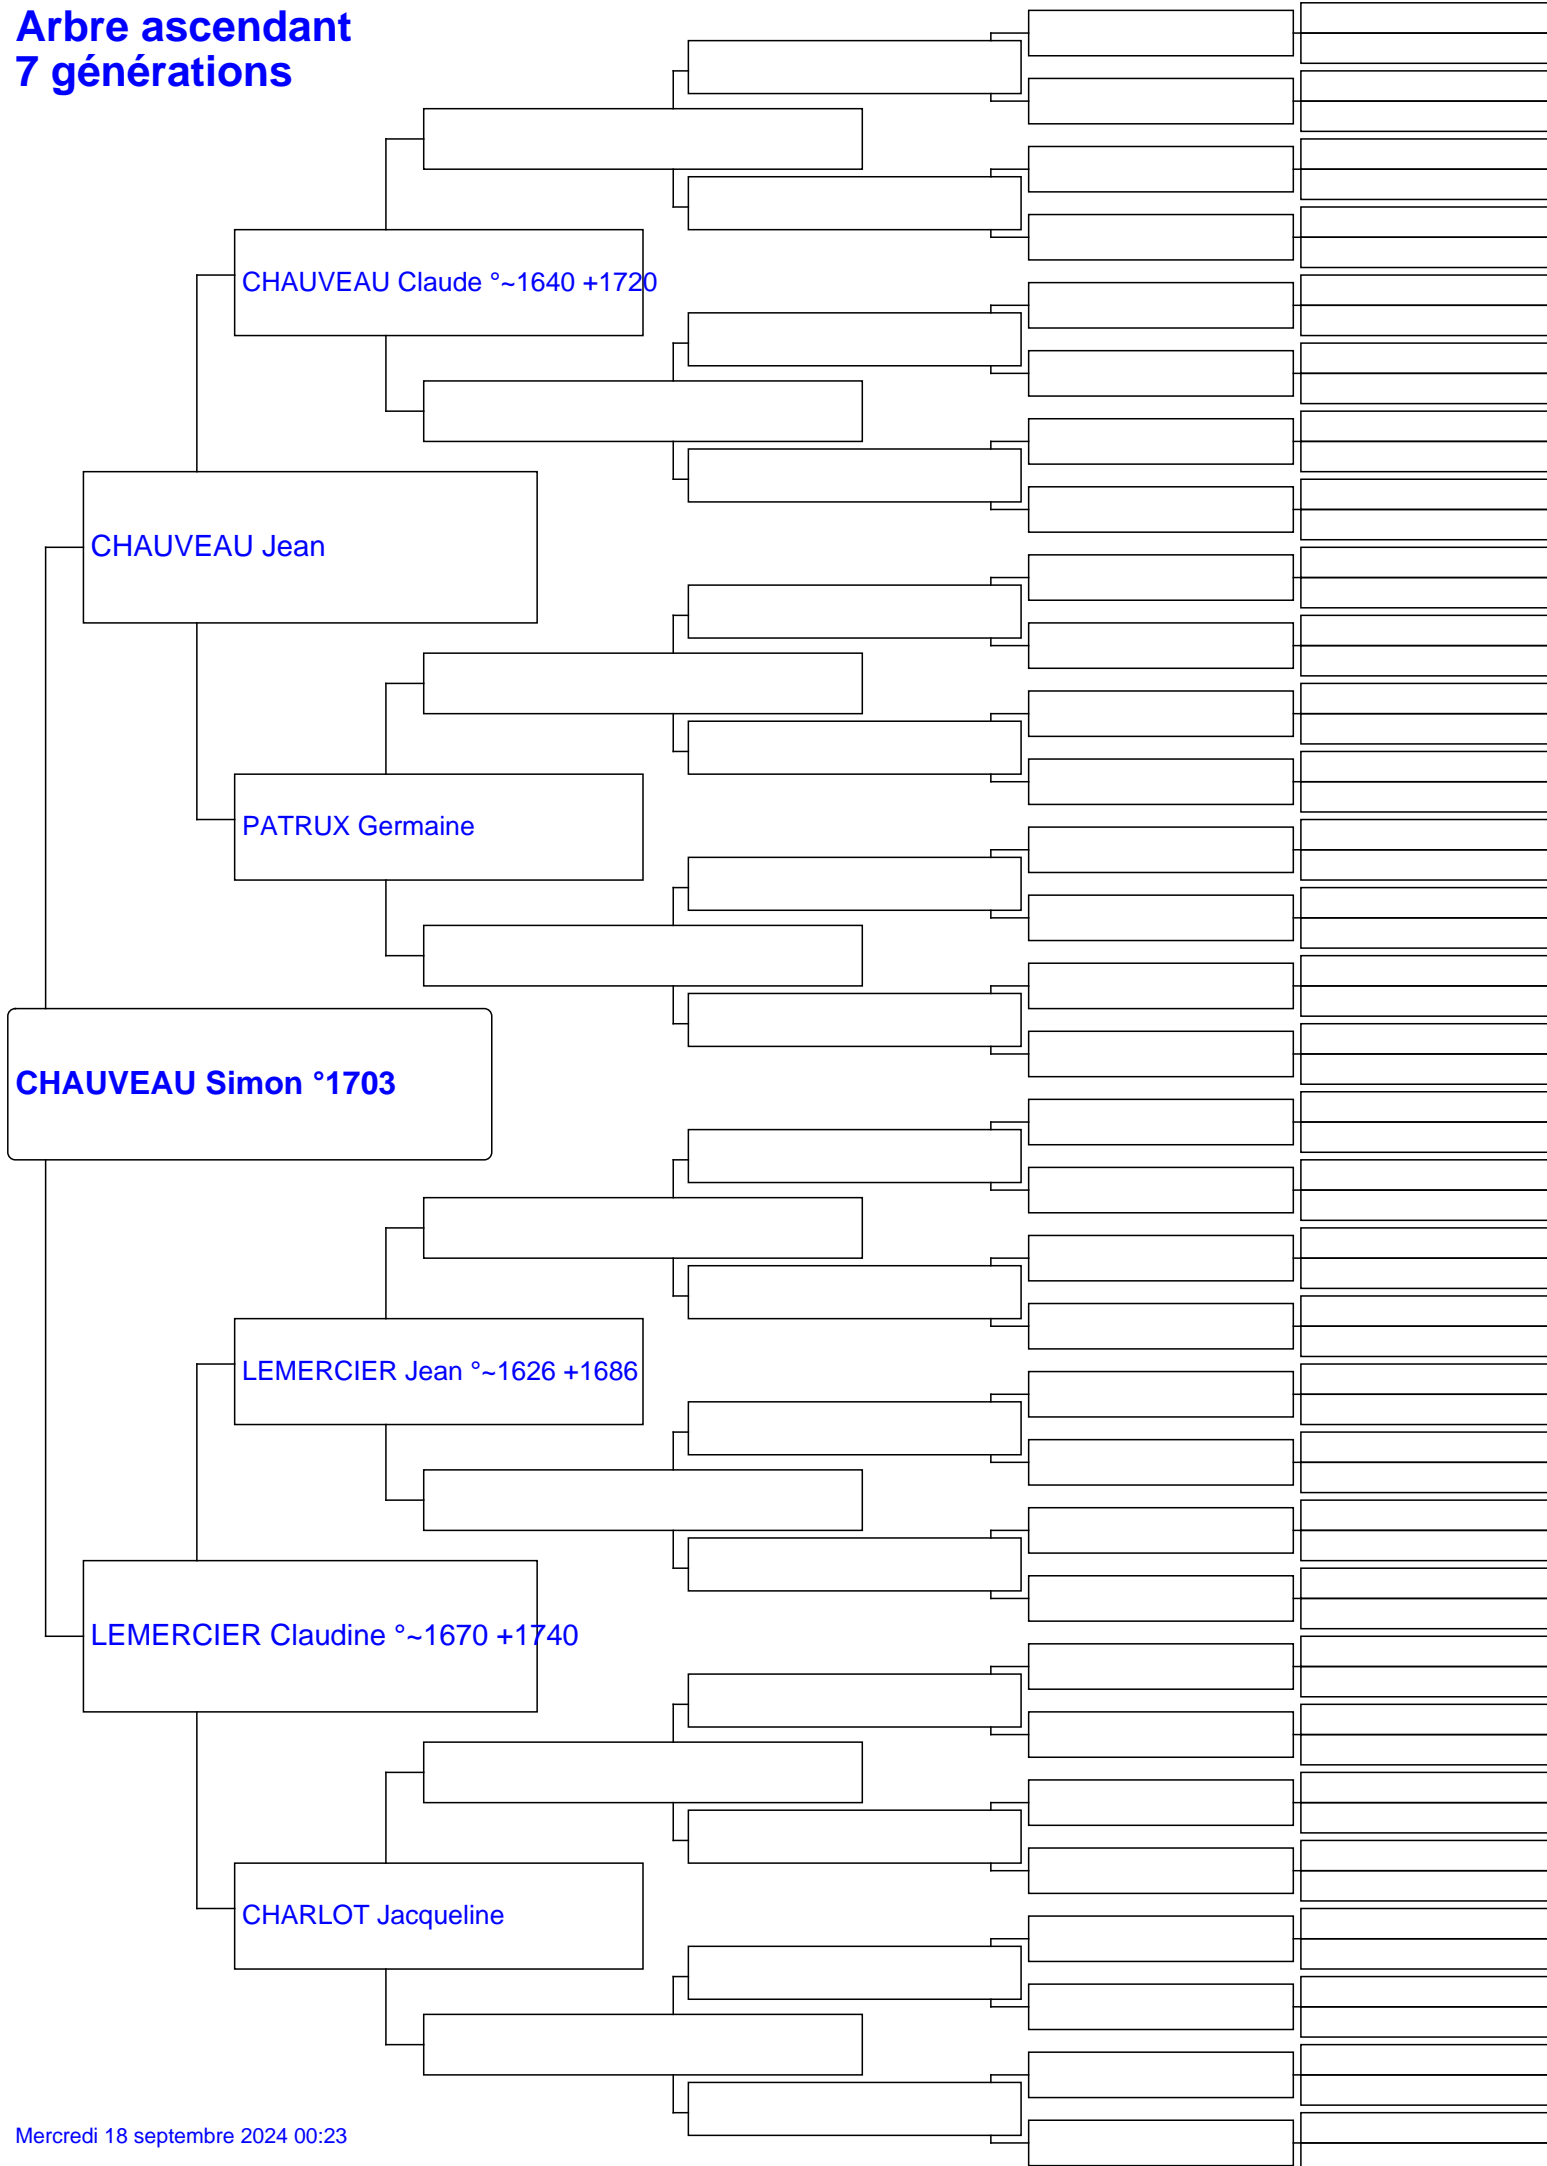 Arbre ascendant
7 générations
CHAUVEAU Claude °~1640 +1720
CHAUVEAU Jean
PATRUX Germaine
CHAUVEAU Simon °1703
LEMERCIER Jean °~1626 +1686
LEMERCIER Claudine °~1670 +1740
CHARLOT Jacqueline
Mercredi 18 septembre 2024 00:23